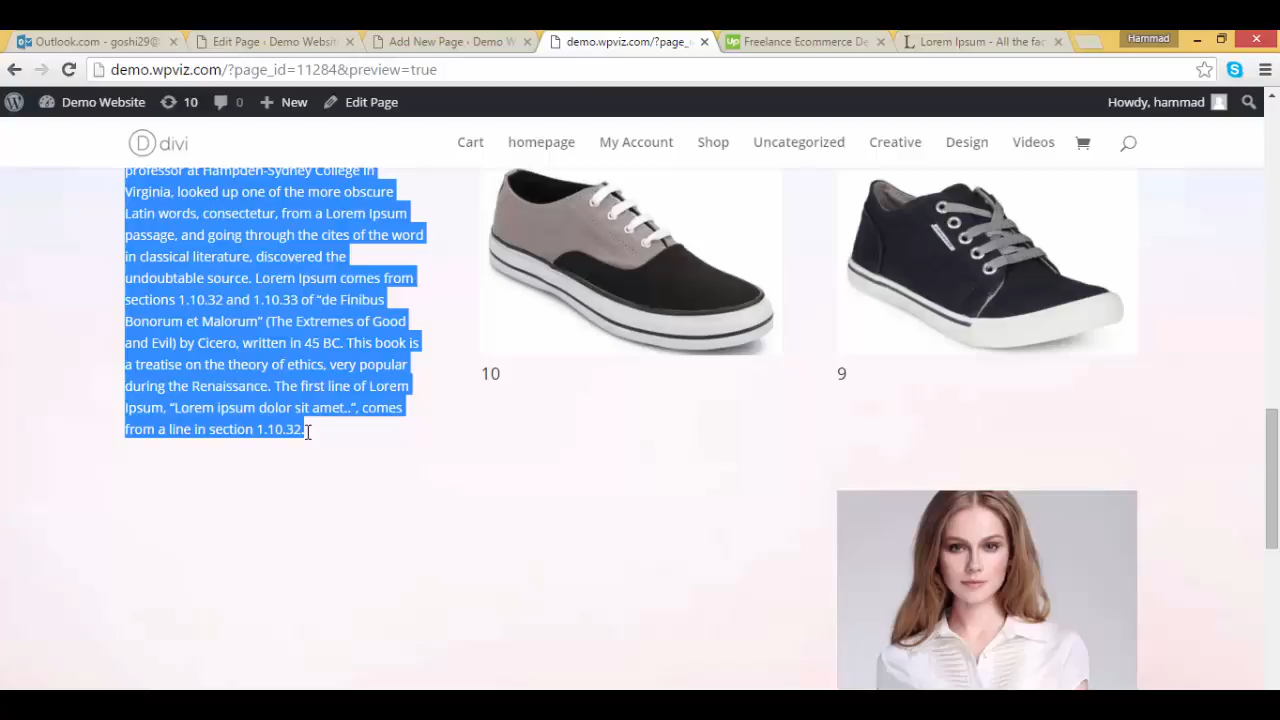 Outlook.com - goshi29@
Edit Page ‹ Demo Websit
Add New Page ‹ Demo W
demo.wpviz.com/?page_
Up Freelance Ecommerce De
L Lorem Ipsum - All the fac
Hammad
demo.wpviz.com/?page_id=11284&preview=true
Demo Website
10
0
New
Edit Page
Howdy, hammad
D divi
Cart
homepage
My Account
Shop
Uncategorized
Creative
Design
Videos
professor at Hampden-Sydney College in
Virginia, looked up one of the more obscure
Latin words, consectetur, from a Lorem Ipsum
passage, and going through the cites of the word
in classical literature, discovered the
undoubtable source. Lorem Ipsum comes from
sections 1.10.32 and 1.10.33 of “de Finibus
Bonorum et Malorum” (The Extremes of Good
and Evil) by Cicero, written in 45 BC. This book is
a treatise on the theory of ethics, very popular
during the Renaissance. The first line of Lorem
Ipsum, “Lorem ipsum dolor sit amet..”, comes
from a line in section 1.10.32.
10
9